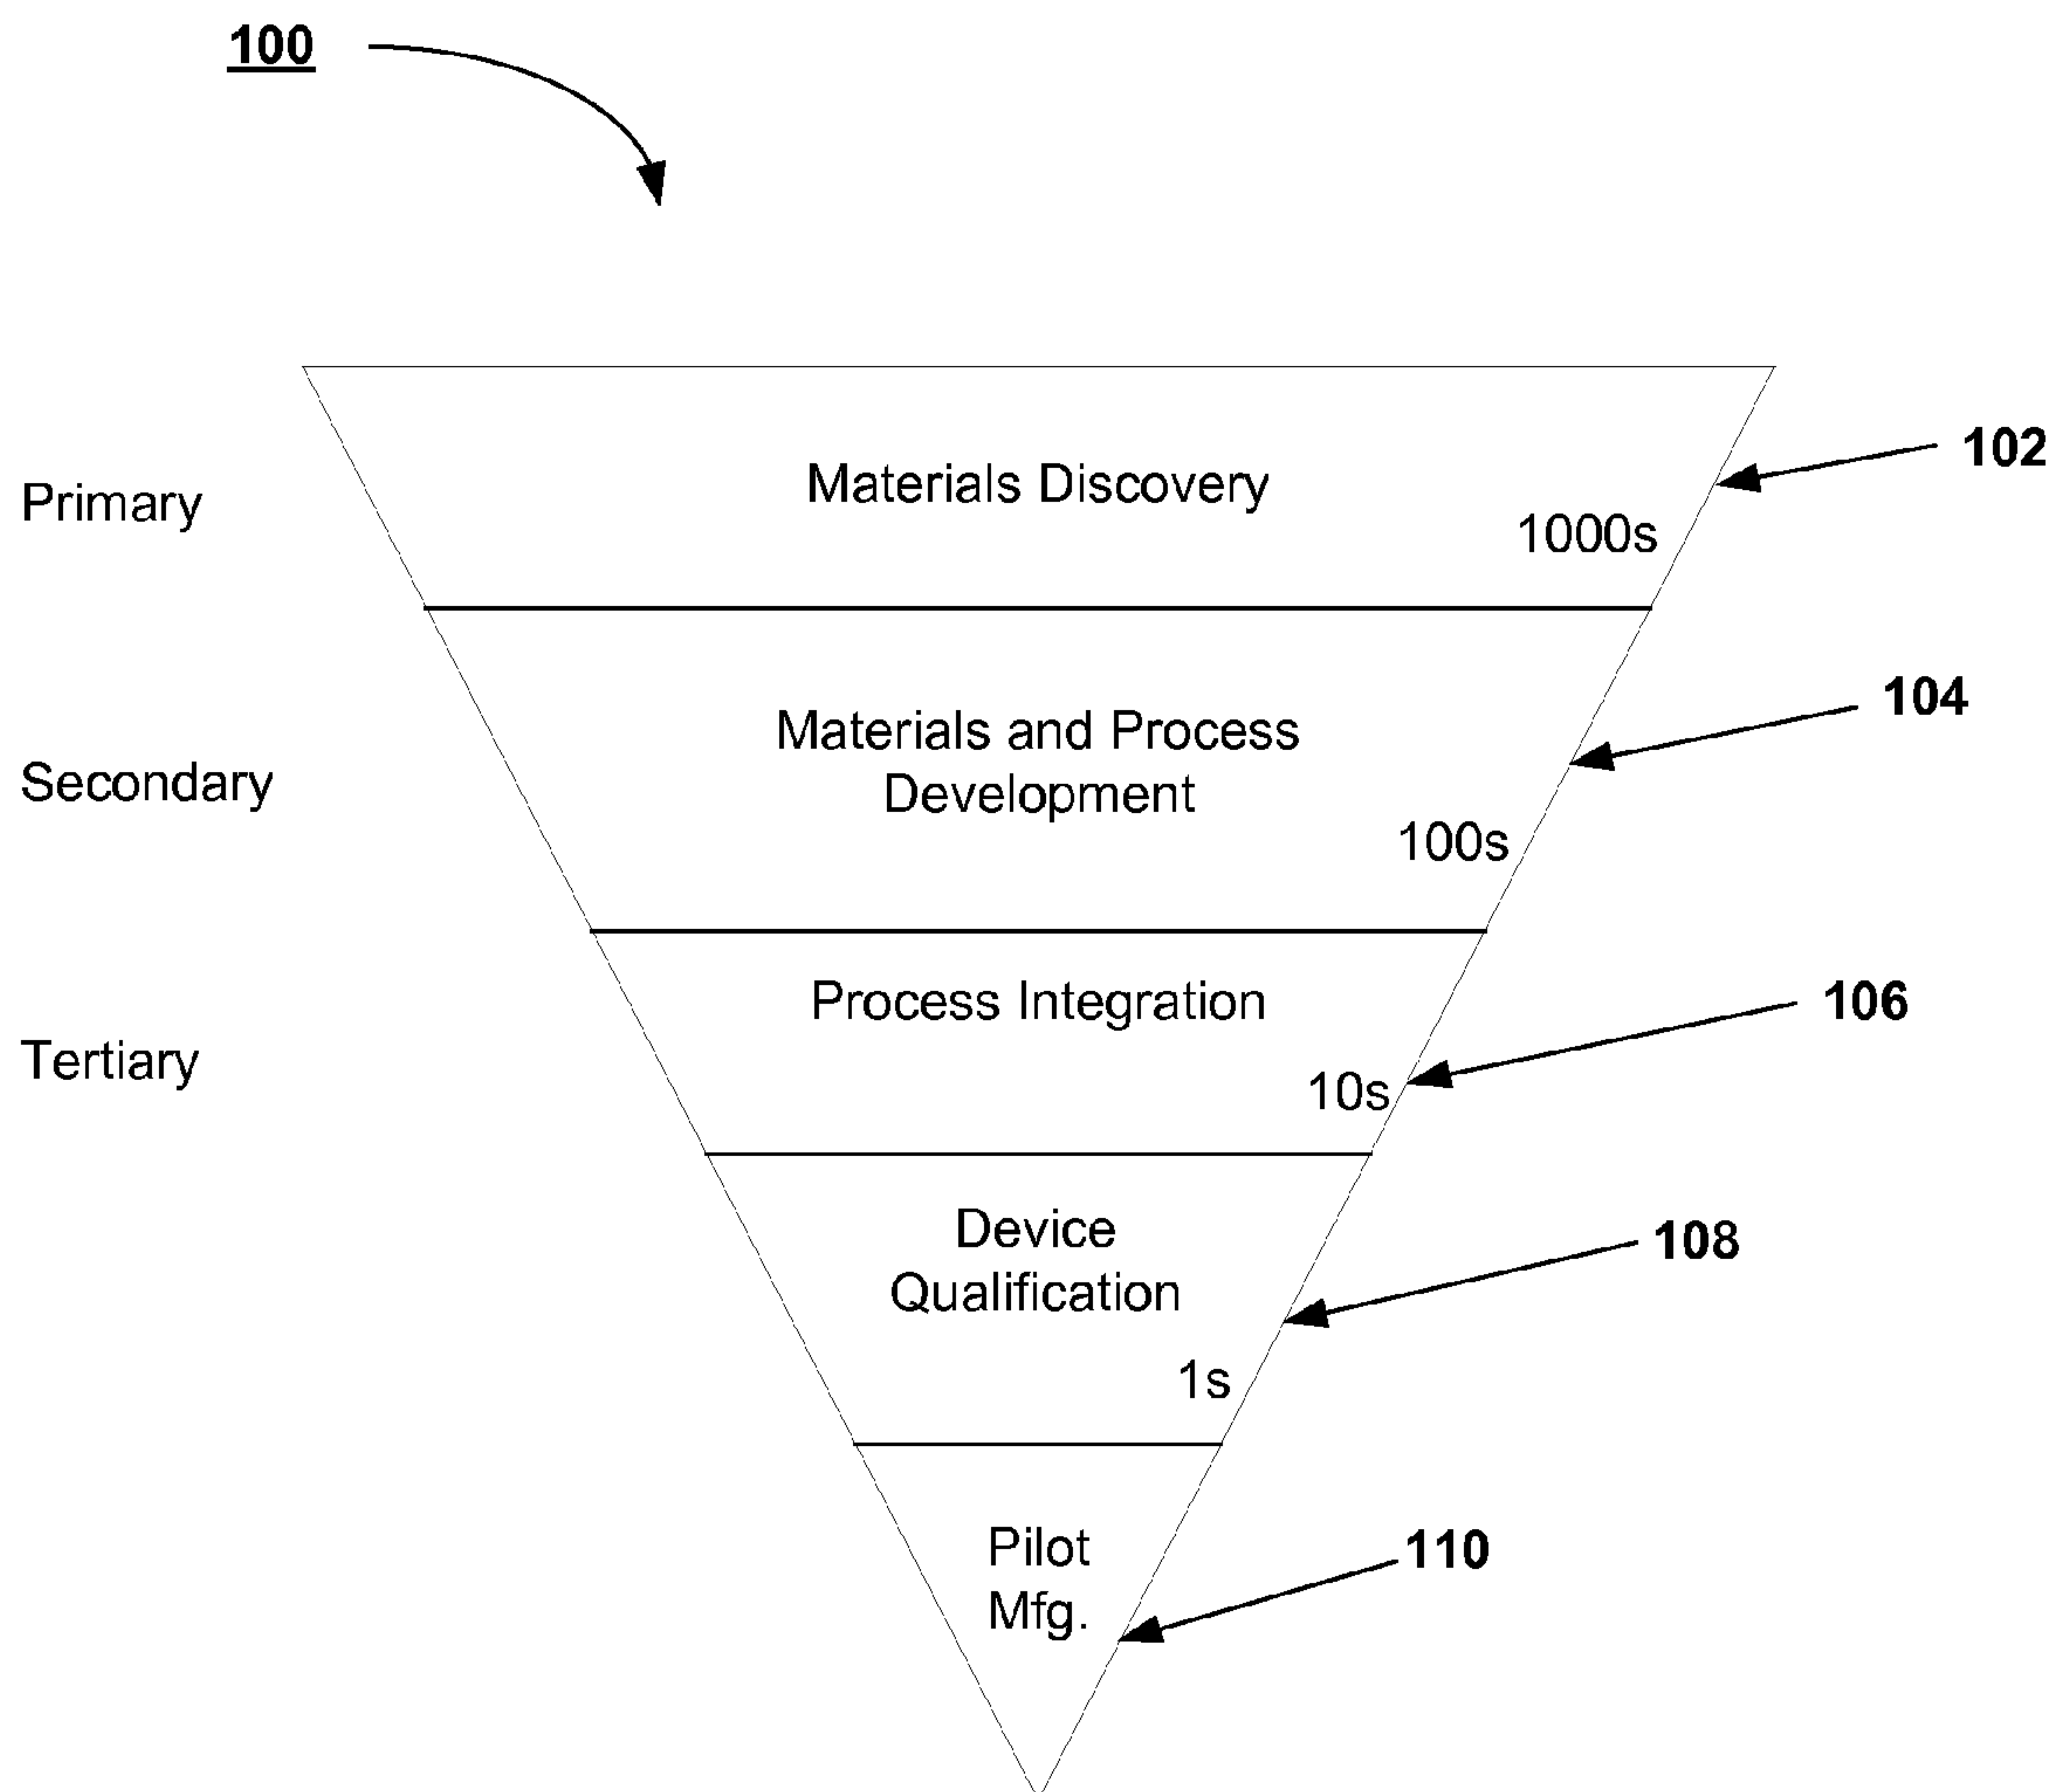 100
102
Materials Discovery
Primary
1000s
104
Materials and Process
Development
Secondary
100s
106
Process Integration
Tertiary
10s
108
Device
Qualification
1s
110
Pilot
Mfg.